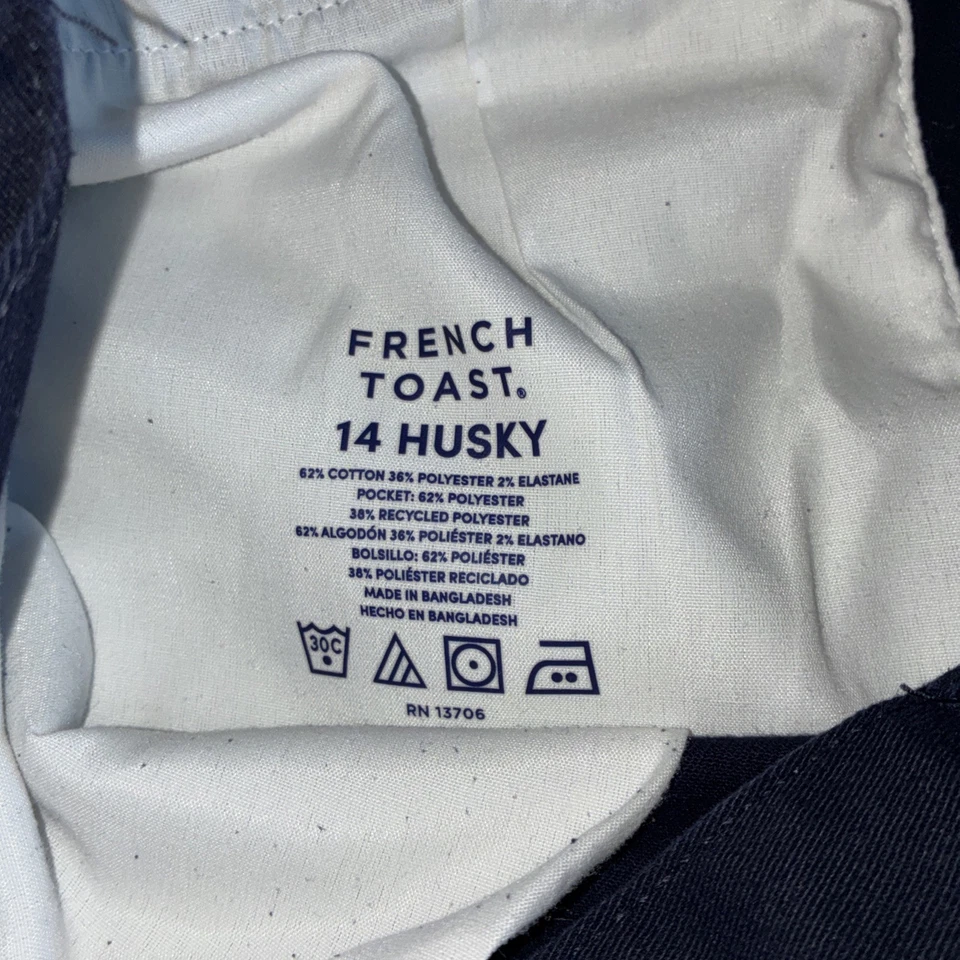 FRENCH
TOAST®
14 HUSKY
62% COTTON 36% POLYESTER 2% ELASTANE
POCKET: 62% POLYESTER
38% RECYCLED POLYESTER
62% ALGODÓN 36% POLIÉSTER 2% ELASTANO
BOLSILLO: 62% POLIÉSTER
38% POLIÉSTER RECICLADO
MADE IN BANGLADESH
HECHO EN BANGLADESH
30C
RN 13706